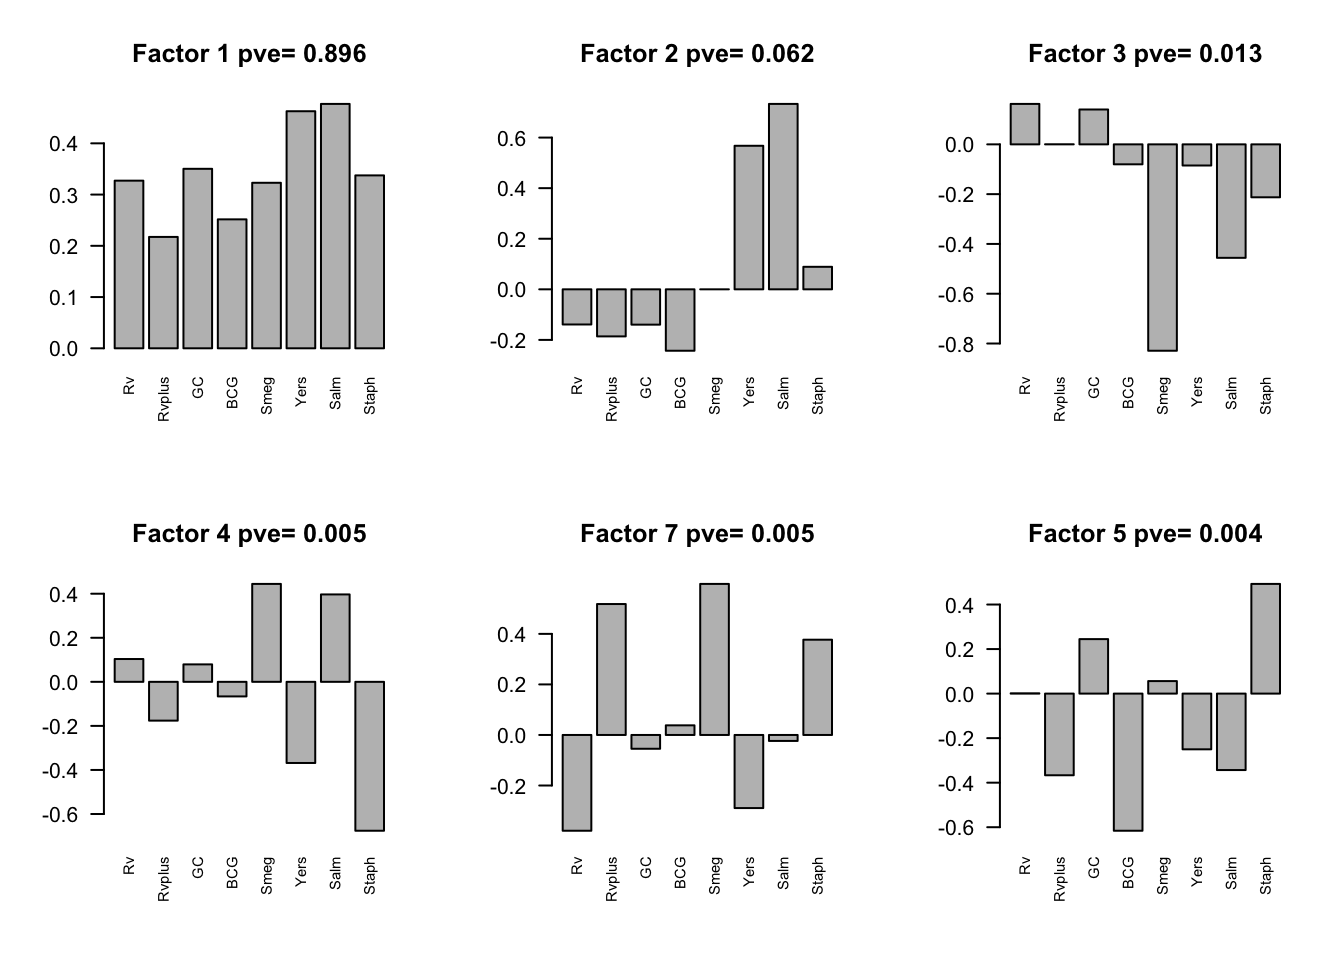 Factor 1 pve= 0.896
0.4
0.3
0.2
0.1
0.0
Rv Rvplus GC BCG Smeg Yers Salm Staph
Factor 2 pve= 0.062
0.6
0.4
0.2
0.0
-0.2
Rv Rvplus GC BCG Smeg Yers Salm Staph
Factor 3 pve= 0.013
0.0
-0.2
-0.4
-0.6
-0.8
Rv Rvplus GC BCG Smeg Yers Salm Staph
Factor 4 pve= 0.005
0.4
0.2
0.0
-0.2
-0.4
-0.6
Rv Rvplus GC BCG Smeg Yers Salm Staph
Factor 7 pve= 0.005
0.4
0.2
0.0
-0.2
Rv Rvplus GC BCG Smeg Yers Salm Staph
Factor 5 pve= 0.004
0.4
0.2
0.0
-0.2
-0.4
-0.6
Rv Rvplus GC BCG Smeg Yers Salm Staph